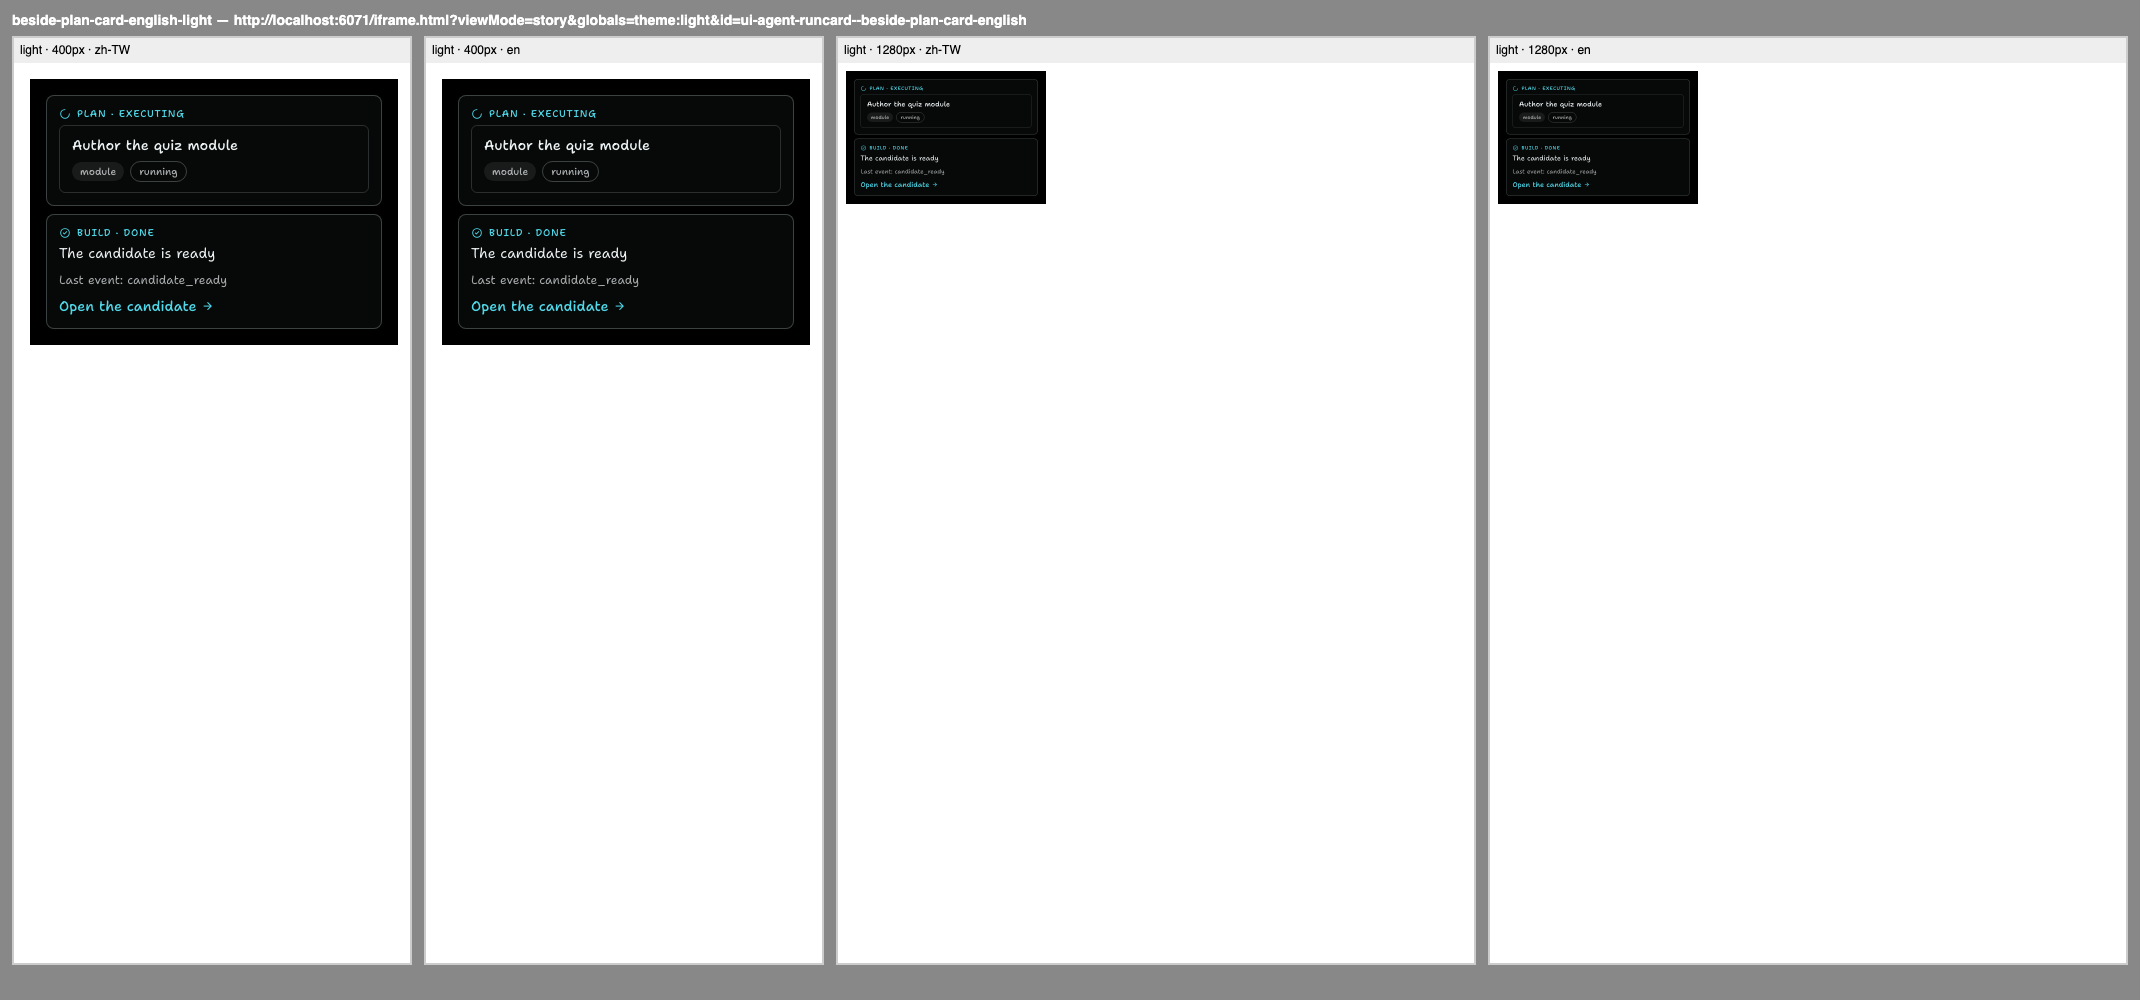 beside-plan-card-english-light — http://localhost:6071/iframe.html?viewMode=story&globals=theme:light&id=ui-agent-runcard--beside-plan-card-english
light · 400px · zh-TW
PLAN · EXECUTING
Author the quiz module
module running
BUILD · DONE
The candidate is ready
Last event: candidate_ready
Open the candidate →
light · 400px · en
PLAN · EXECUTING
Author the quiz module
module running
BUILD · DONE
The candidate is ready
Last event: candidate_ready
Open the candidate →
light · 1280px · zh-TW
PLAN · EXECUTING
Author the quiz module
module running
BUILD · DONE
The candidate is ready
Last event: candidate_ready
Open the candidate →
light · 1280px · en
PLAN · EXECUTING
Author the quiz module
module running
BUILD · DONE
The candidate is ready
Last event: candidate_ready
Open the candidate →